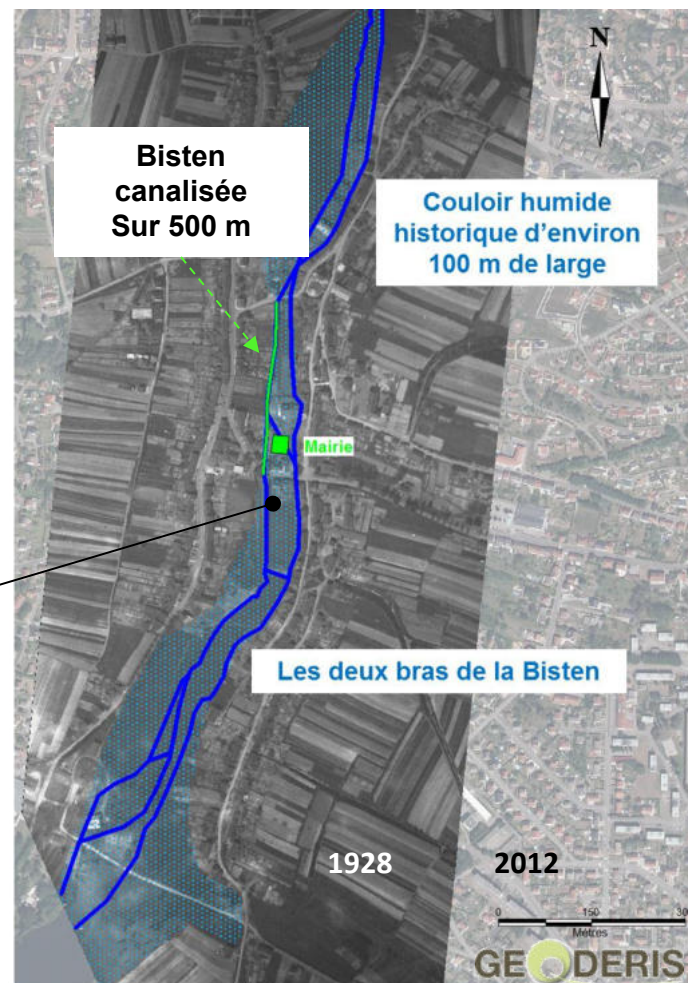 N
Bisten
canalisée
Sur 500 m
Couloir humide
historique d'environ
100 m de large
Mairie
Les deux bras de la Bisten
1928
2012
0 150 300
Mètres
GEODERIS